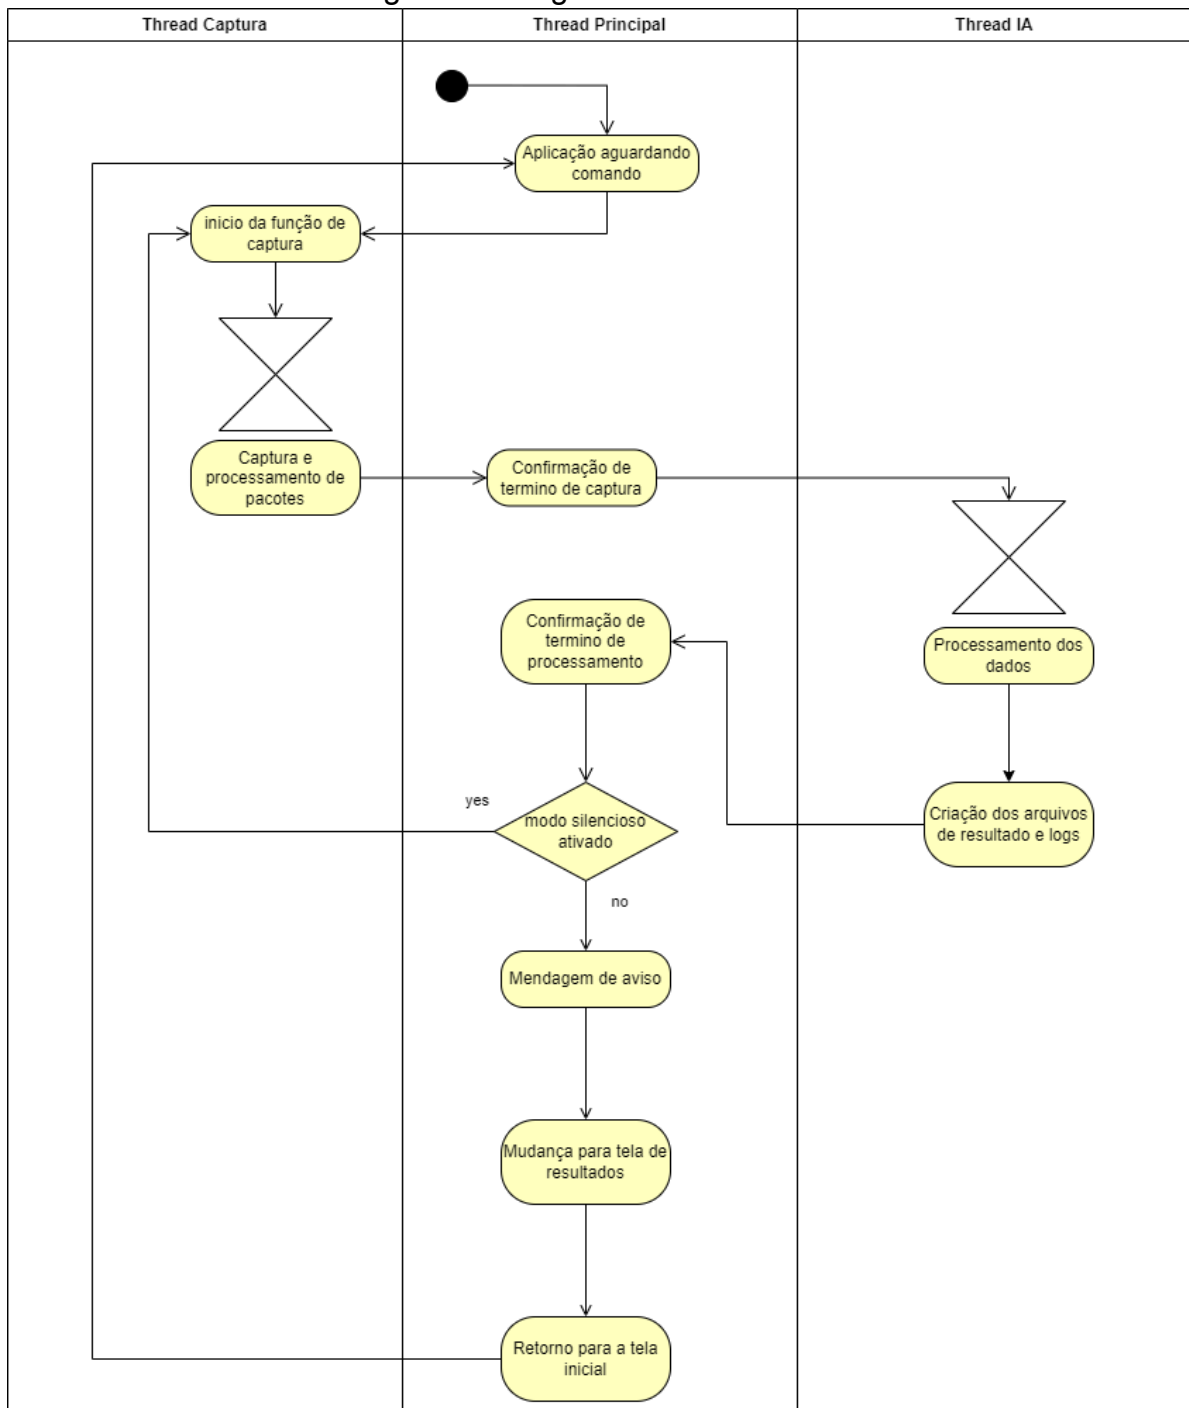 Thread Captura
Thread Principal
Thread IA
Aplicação aguardando
comando
inicio da função de
captura
Captura e
processamento de
pacotes
Confirmação de
termino de captura
Confirmação de
termino de
processamento
Processamento dos
dados
yes
modo silencioso
ativado
Criação dos arquivos
de resultado e logs
no
Mendagem de aviso
Mudança para tela de
resultados
Retorno para a tela
inicial